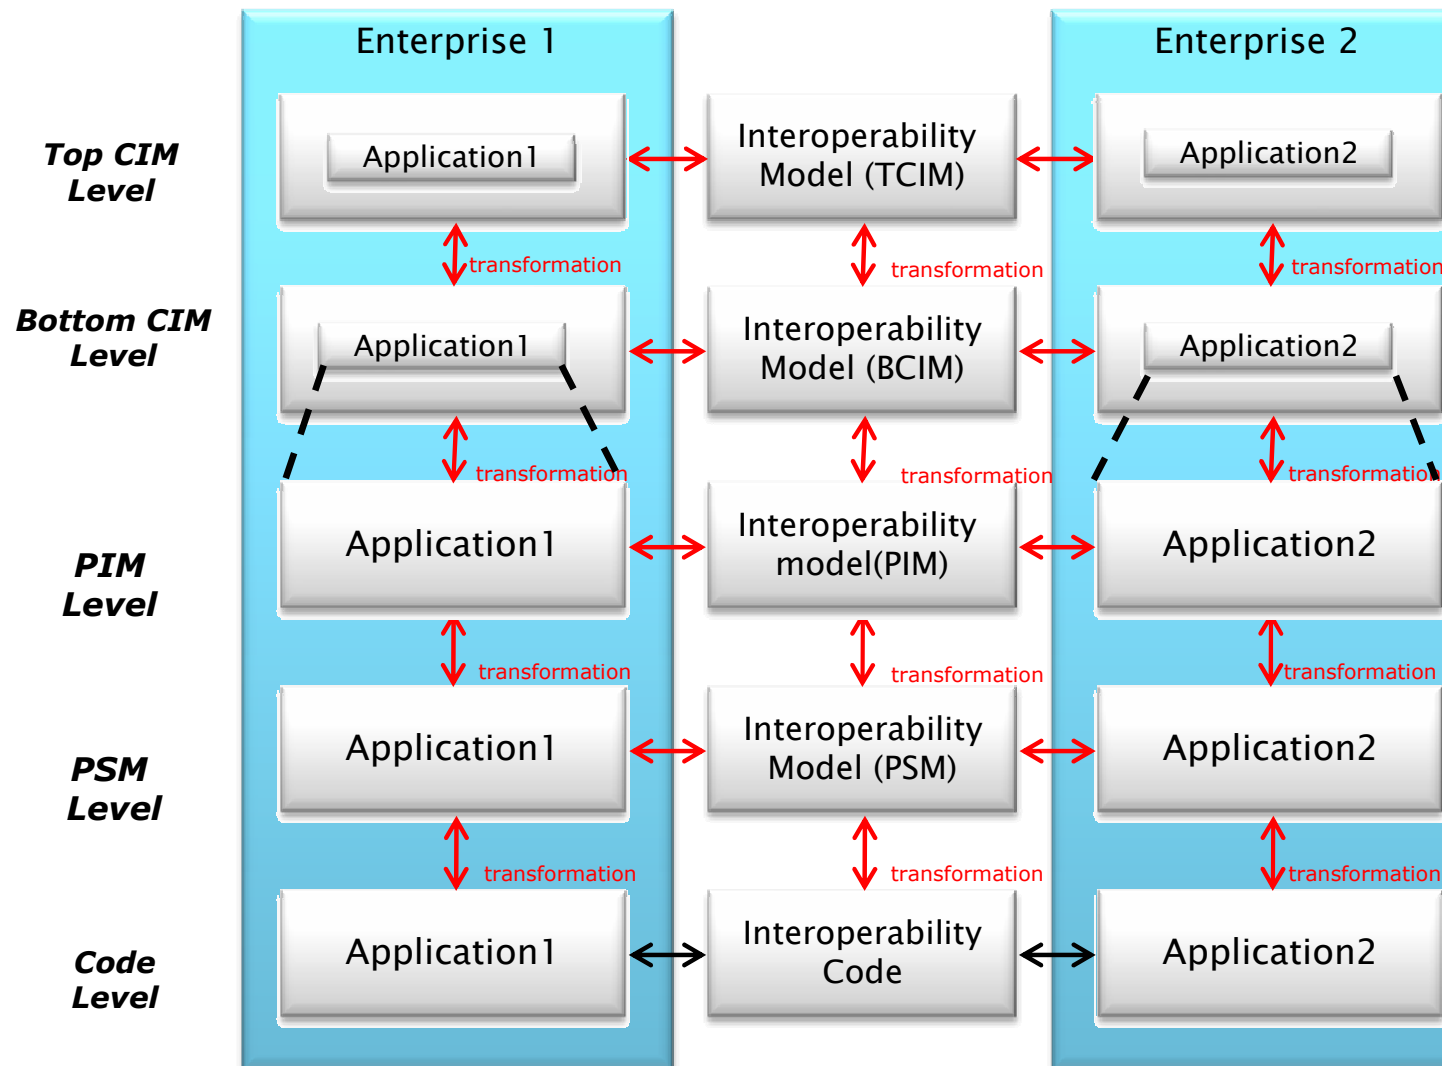 Enterprise 1
Enterprise 2
Top CIM
Level
Application1
Interoperability
Model (TCIM)
Application2
transformation
transformation
transformation
Bottom CIM
Level
Application1
Interoperability
Model (BCIM)
Application2
transformation
transformation
transformation
PIM
Level
Application1
Interoperability
model(PIM)
Application2
transformation
transformation
transformation
PSM
Level
Application1
Interoperability
Model (PSM)
Application2
transformation
transformation
transformation
Code
Level
Application1
Interoperability
Code
Application2